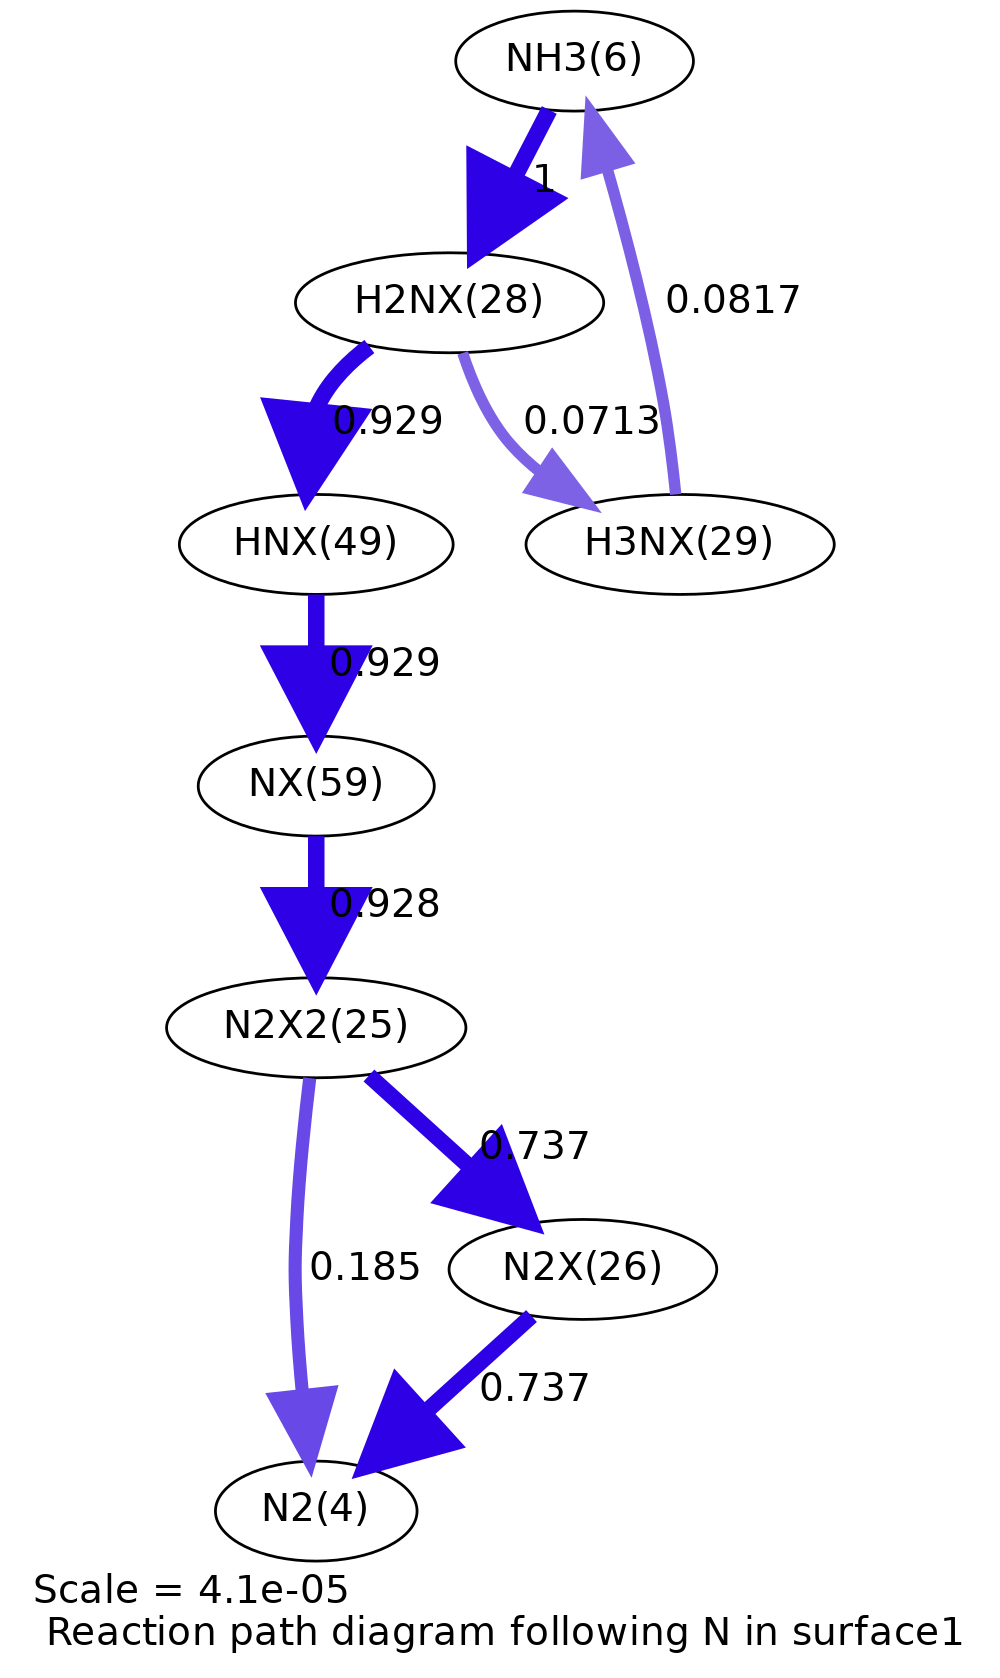 NH3(6)
1
H2NX(28)
0.0817
0.929
0.0713
HNX(49)
H3NX(29)
0.929
NX(59)
0.928
N2X2(25)
0.737
0.185
N2X(26)
0.737
N2(4)
Scale = 4.1e-05
Reaction path diagram following N in surface1